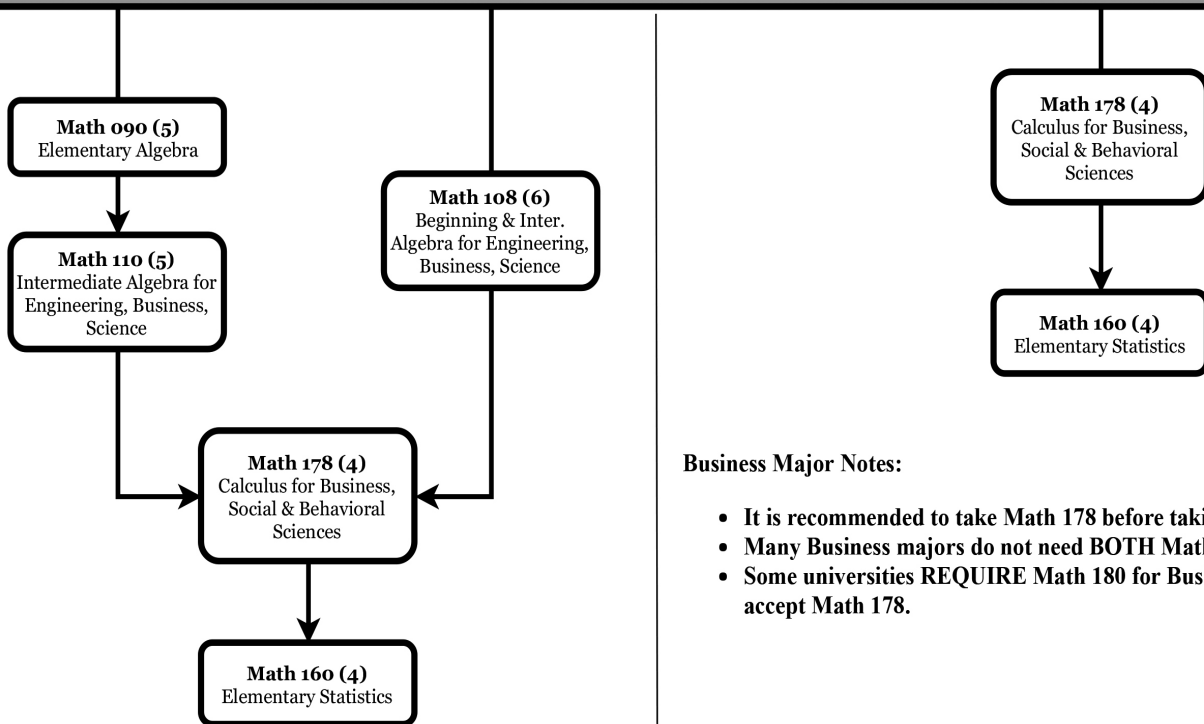 Math 090 (5)
Elementary Algebra
Math 110 (5)
Intermediate Algebra for
Engineering, Business,
Science
Math 108 (6)
Beginning & Inter.
Algebra for Engineering,
Business, Science
Math 178 (4)
Calculus for Business,
Social & Behavioral
Sciences
Math 160 (4)
Elementary Statistics
Math 178 (4)
Calculus for Business,
Social & Behavioral
Sciences
Math 160 (4)
Elementary Statistics
Business Major Notes:
• It is recommended to take Math 178 before taki
• Many Business majors do not need BOTH Mat
• Some universities REQUIRE Math 180 for Bus
accept Math 178.